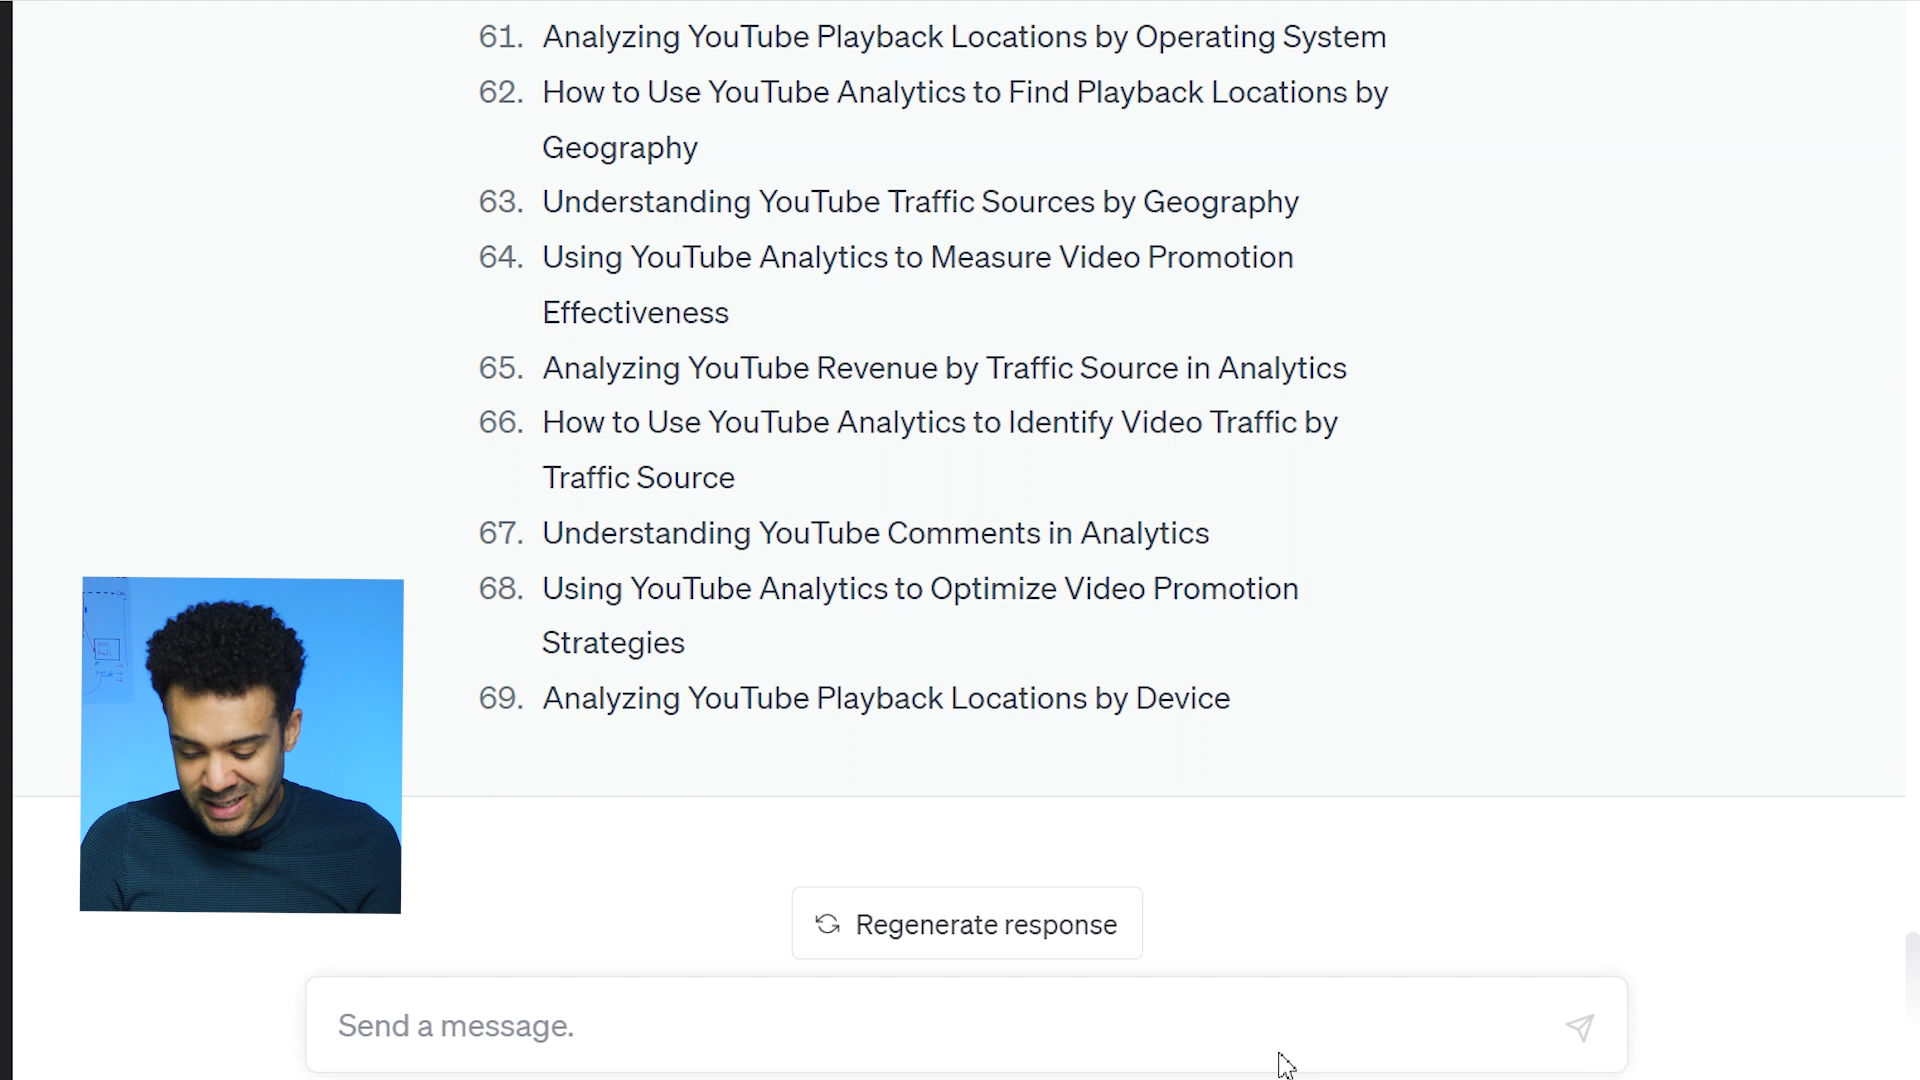 61. Analyzing YouTube Playback Locations by Operating System
62. How to Use YouTube Analytics to Find Playback Locations by
Geography
63. Understanding YouTube Traffic Sources by Geography
64. Using YouTube Analytics to Measure Video Promotion
Effectiveness
65. Analyzing YouTube Revenue by Traffic Source in Analytics
66. How to Use YouTube Analytics to Identify Video Traffic by
Traffic Source
67. Understanding YouTube Comments in Analytics
68. Using YouTube Analytics to Optimize Video Promotion
Strategies
69. Analyzing YouTube Playback Locations by Device
Regenerate response
Send a message.